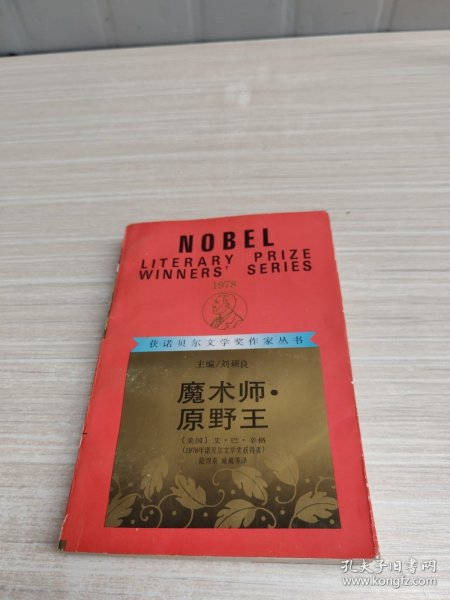 NOBEL
LITERARY PRIZE
WINNERS' SERIES
1978
获诺贝尔文学奖作家丛书
主编/刘硕良
魔术师·
原野王
〔美国〕艾·巴·辛格
(1978年诺贝尔文学奖获得者)
等译
孔夫子旧书网
www.kongfz.com